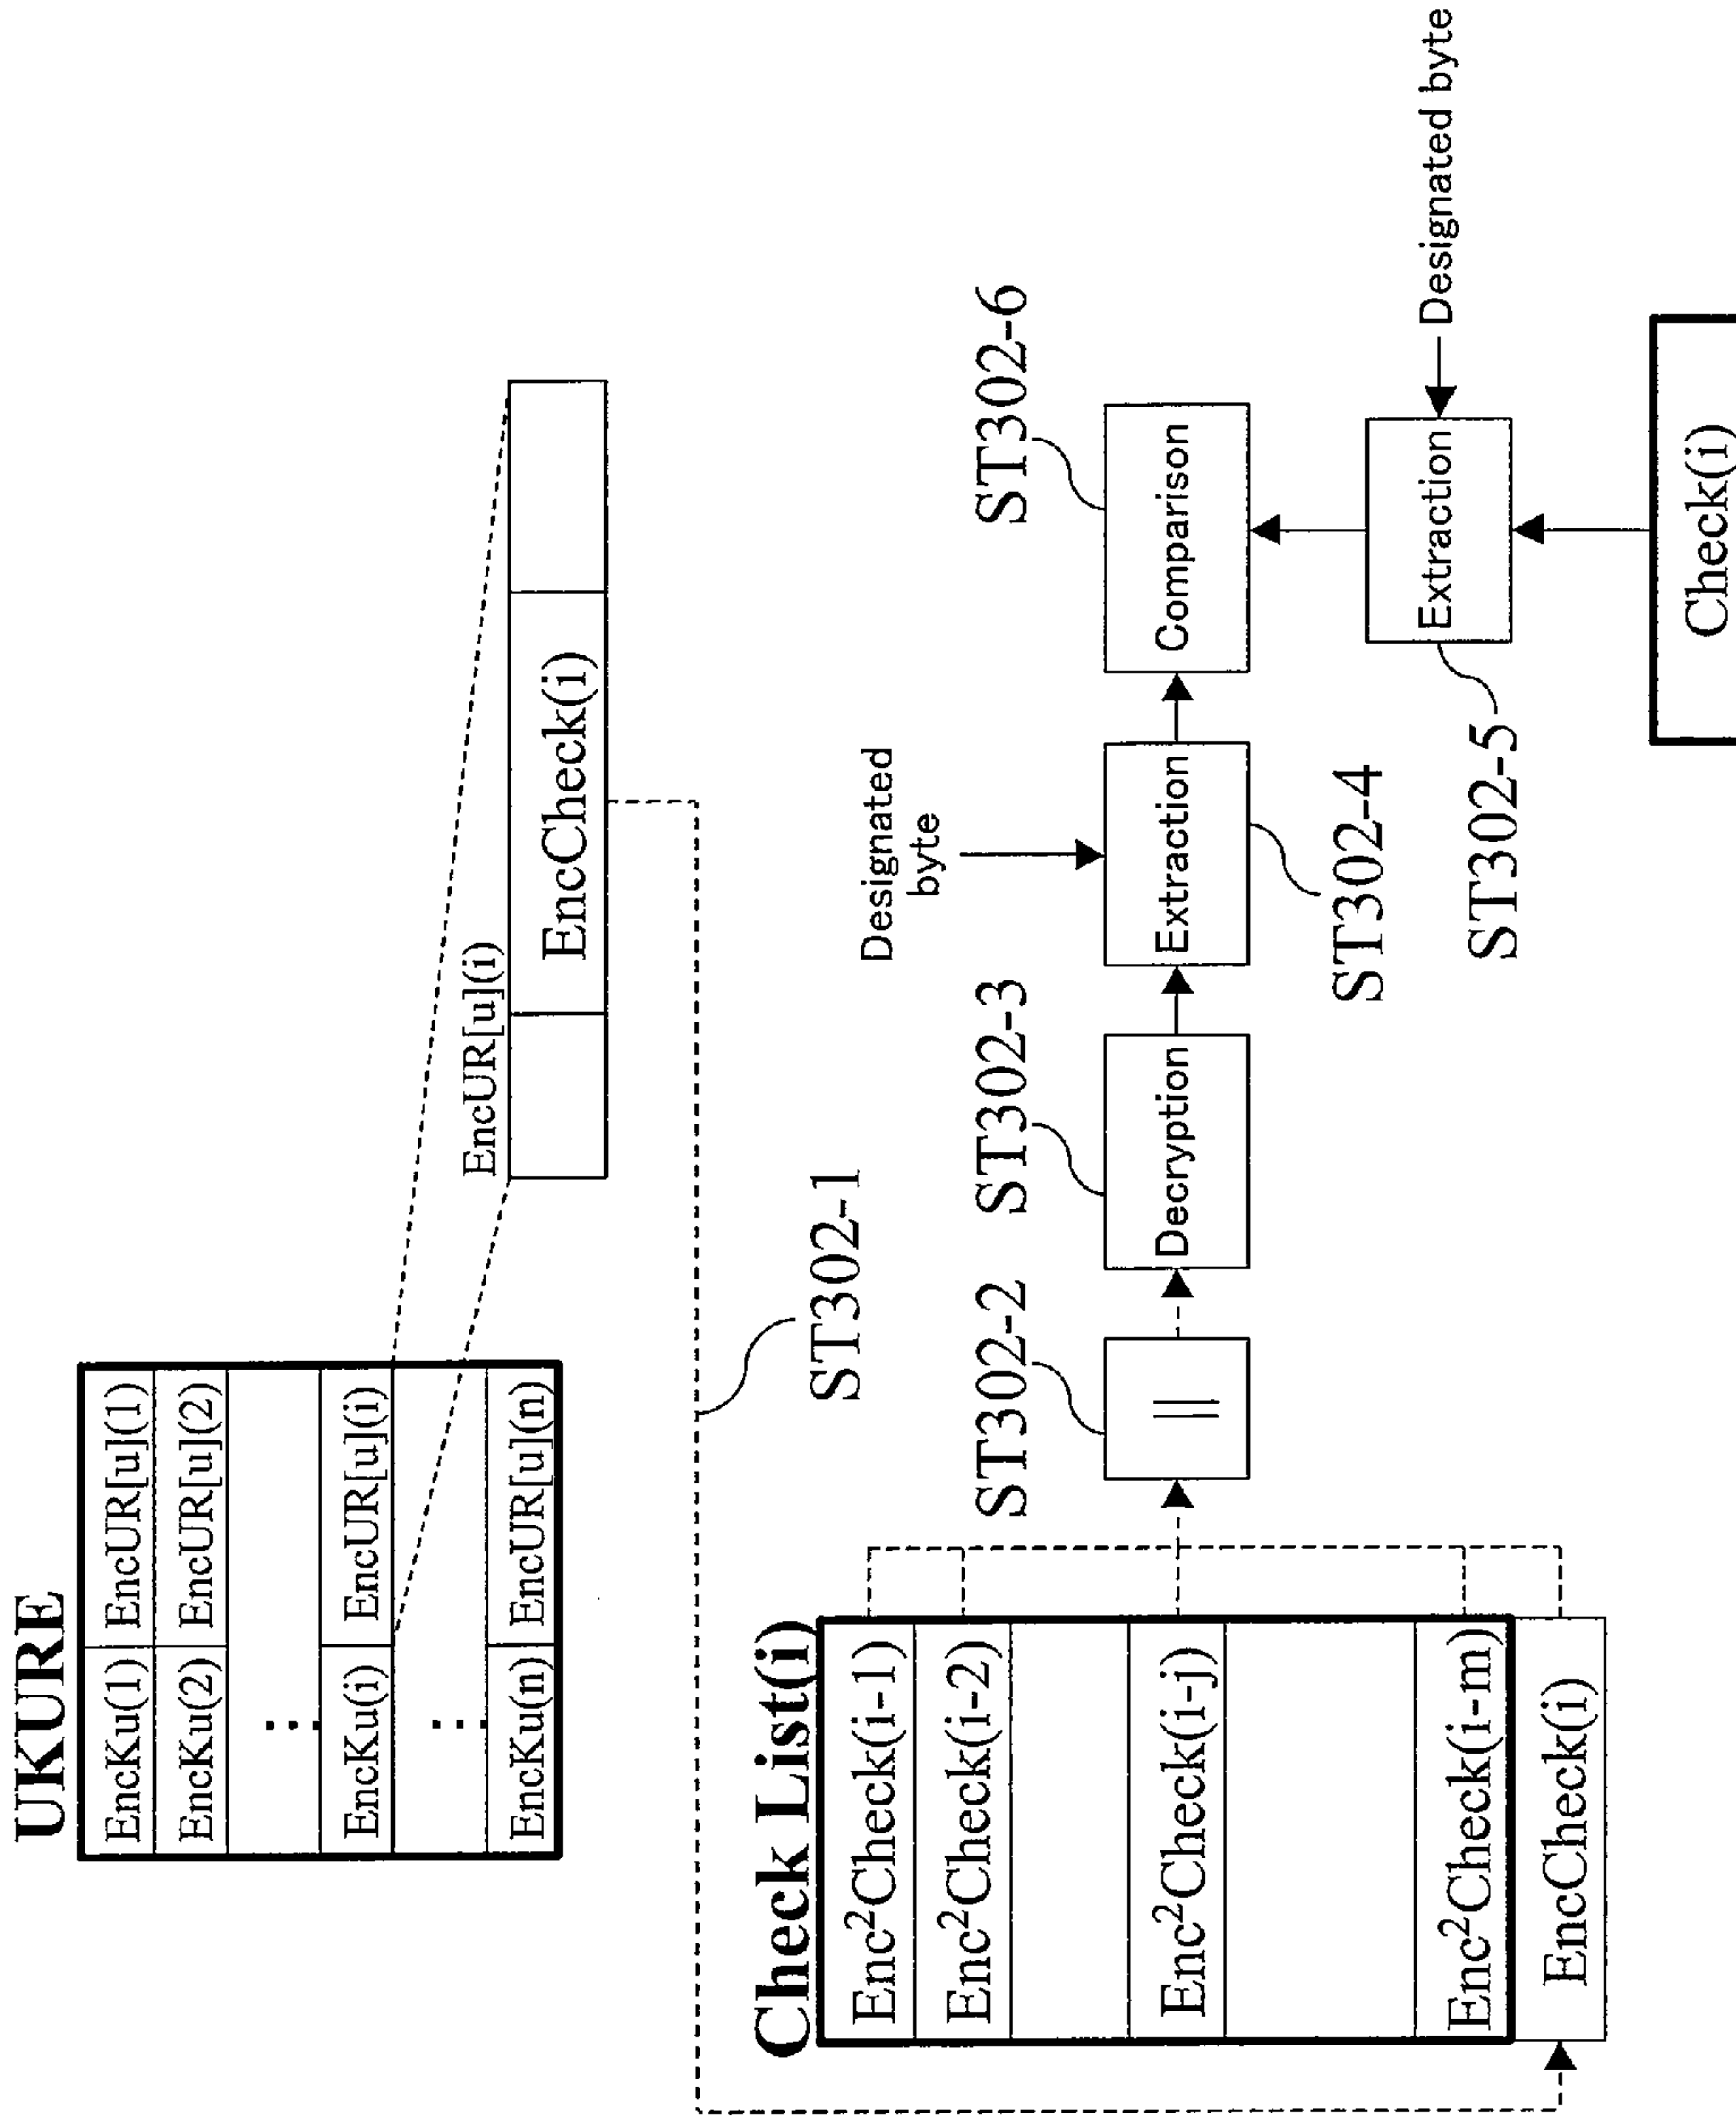 UKURE
EncKu(1) EncUR[u](1)
EncKu(2) EncUR[u](2)
⋮
EncKu(i) EncUR[u](i)
⋮
EncKu(n) EncUR[u](n)
EncUR[u](i)
EncCheck(i)
ST302-1
Check List(i)
Enc²Check(i-1)
Enc²Check(i-2)
Enc²Check(i-j)
Enc²Check(i-m)
EncCheck(i)
ST302-2
||
ST302-3
Decryption
Designated
byte
Extraction
ST302-4
ST302-6
Comparison
Extraction
Designated byte
ST302-5
Check(i)